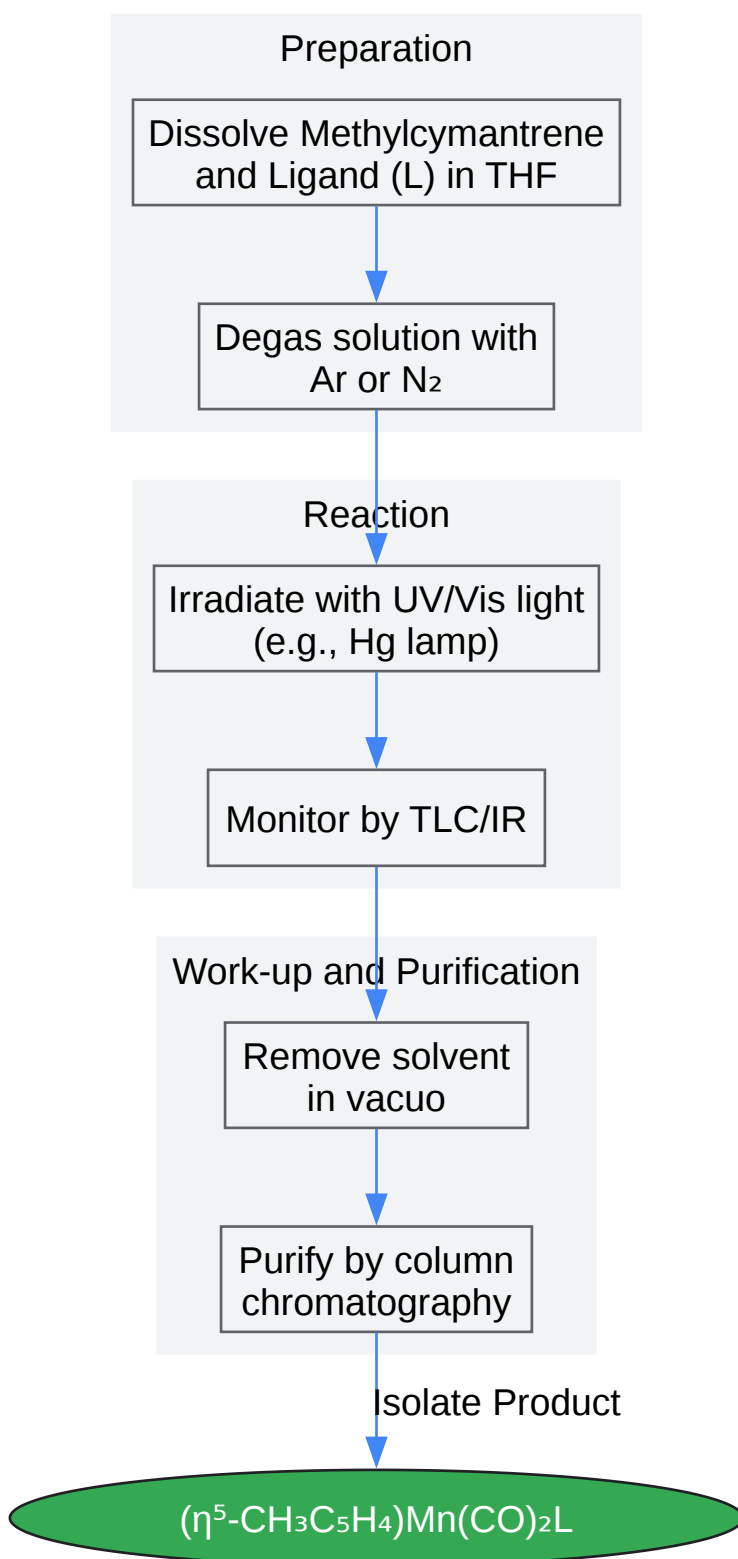 Preparation
Dissolve Methylcymantrene
and Ligand (L) in THF
Degas solution with
Ar or N₂
Reaction
Irradiate with UV/Vis light
(e.g., Hg lamp)
Monitor by TLC/IR
Work-up and Purification
Remove solvent
in vacuo
Purify by column
chromatography
Isolate Product
(η⁵-CH₃C₅H₄)Mn(CO)₂L